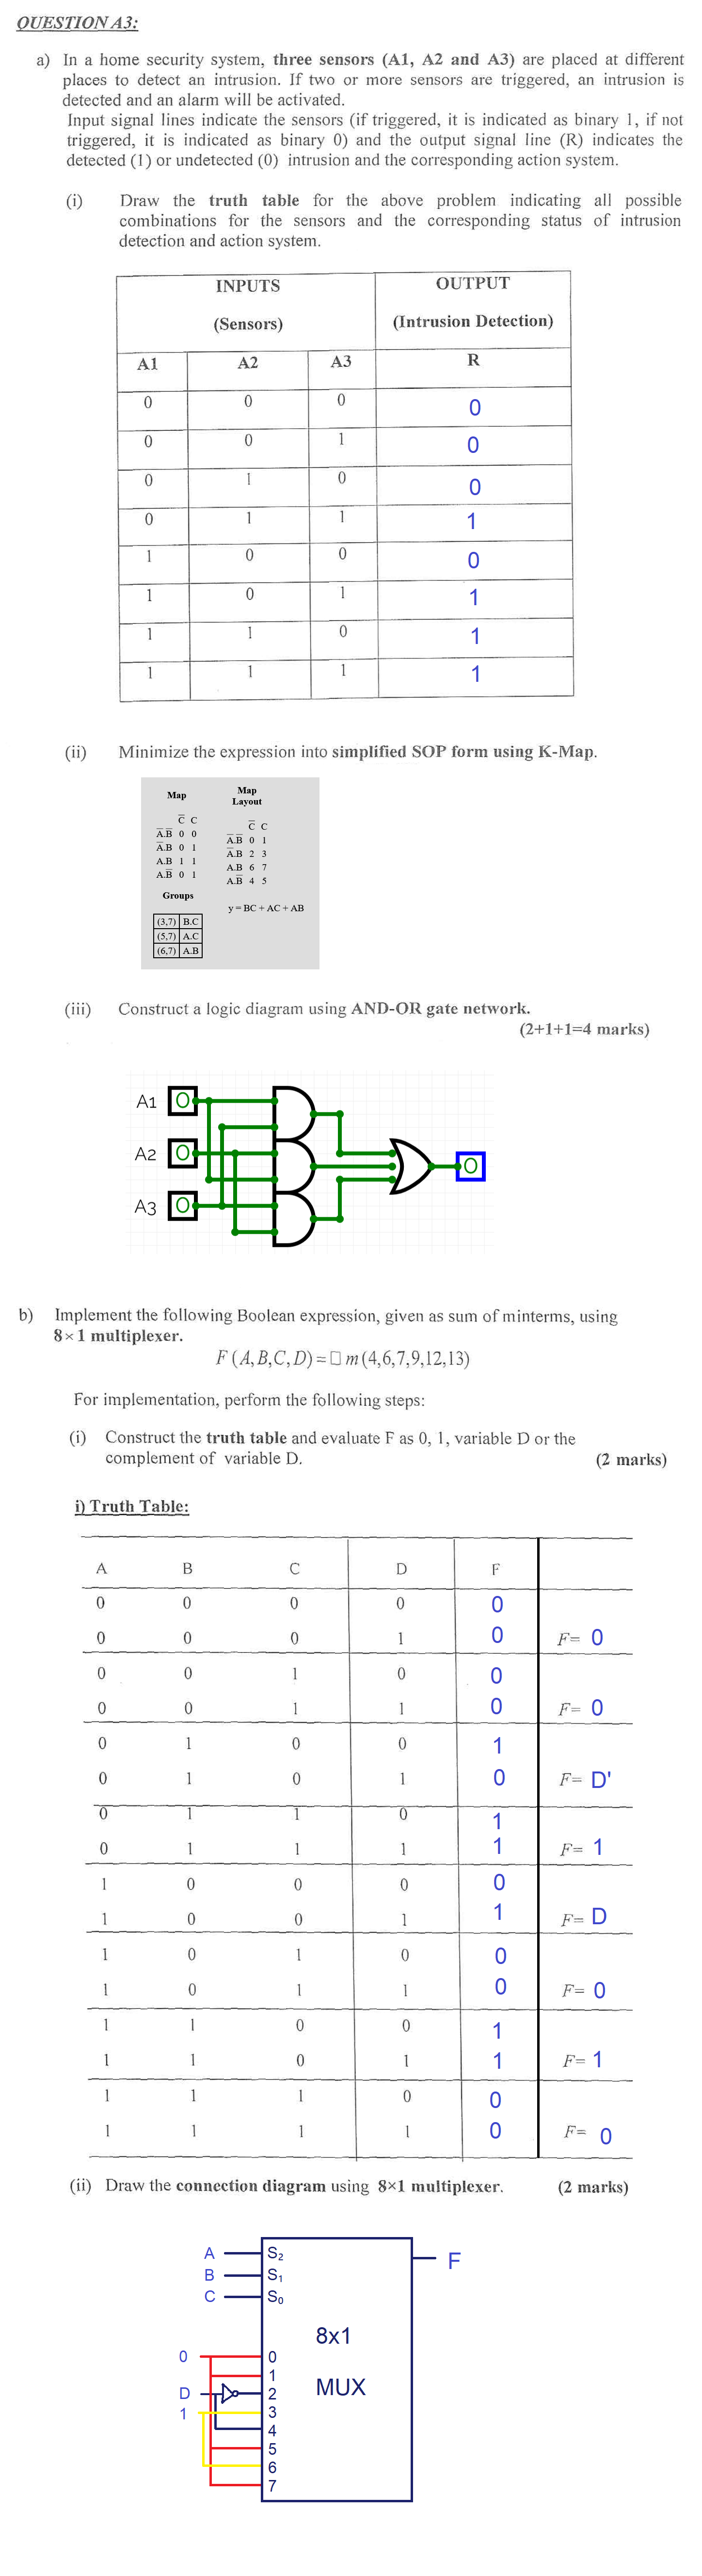 QUESTION A3:
a) In a home security system, three sensors (A1, A2 and A3) are placed at different
places to detect an intrusion. If two or more sensors are triggered, an intrusion is
detected and an alarm will be activated.
Input signal lines indicate the sensors (if triggered, it is indicated as binary 1, if not
triggered, it is indicated as binary 0) and the output signal line (R) indicates the
detected (1) or undetected (0) intrusion and the corresponding action system.
(i) Draw the truth table for the above problem indicating all possible
combinations for the sensors and the corresponding status of intrusion
detection and action system.
INPUTS OUTPUT
(Sensors) (Intrusion Detection)
A1 A2 A3 R
0 0 0 0
0 0 1 0
0 1 0 0
0 1 1 1
1 0 0 0
1 0 1 1
1 1 0 1
1 1 1 1
(ii) Minimize the expression into simplified SOP form using K-Map.
Map Map
Layout
C̅ C C̅ C
A̅.B̅ 0 0 A̅.B̅ 0 1
A̅.B 0 1 A̅.B 2 3
A.B 1 1 A.B 6 7
A.B̅ 0 1 A.B̅ 4 5
Groups
y = BC + AC + AB
(3,7) B.C
(5,7) A.C
(6,7) A.B
(iii) Construct a logic diagram using AND-OR gate network.
(2+1+1=4 marks)
A1 0
A2 0 0
A3 0
b) Implement the following Boolean expression, given as sum of minterms, using
8×1 multiplexer.
F (A,B,C,D) = □ m (4,6,7,9,12,13)
For implementation, perform the following steps:
(i) Construct the truth table and evaluate F as 0, 1, variable D or the
complement of variable D. (2 marks)
i) Truth Table:
A B C D F
0 0 0 0 0
0 0 0 1 0 F= 0
0 0 1 0 0
0 0 1 1 0 F= 0
0 1 0 0 1
0 1 0 1 0 F= D'
0 1 1 0 1
0 1 1 1 1 F= 1
1 0 0 0 0
1 0 0 1 1 F= D
1 0 1 0 0
1 0 1 1 0 F= 0
1 1 0 0 1
1 1 0 1 1 F= 1
1 1 1 0 0
1 1 1 1 0 F= 0
(ii) Draw the connection diagram using 8×1 multiplexer. (2 marks)
A S₂ F
B S₁
C S₀
8x1
0 0
1
D 2 MUX
1 3
4
5
6
7